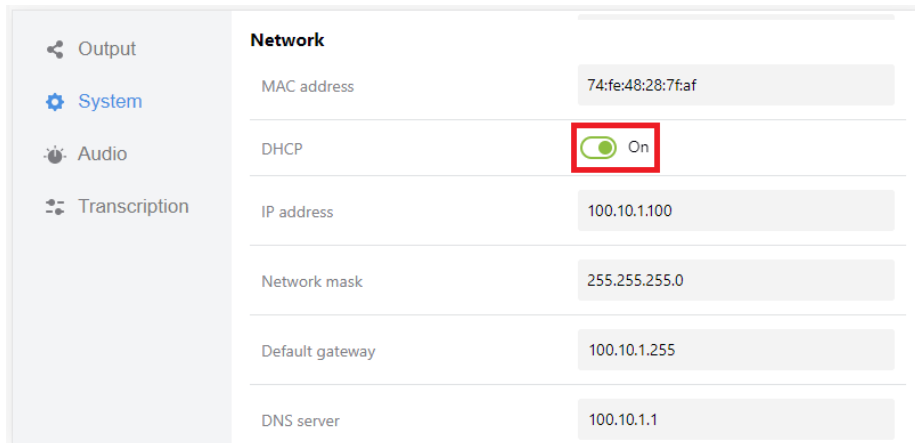 Output
System
Audio
Transcription
Network
MAC address 74:fe:48:28:7f:af
DHCP On
IP address 100.10.1.100
Network mask 255.255.255.0
Default gateway 100.10.1.255
DNS server 100.10.1.1